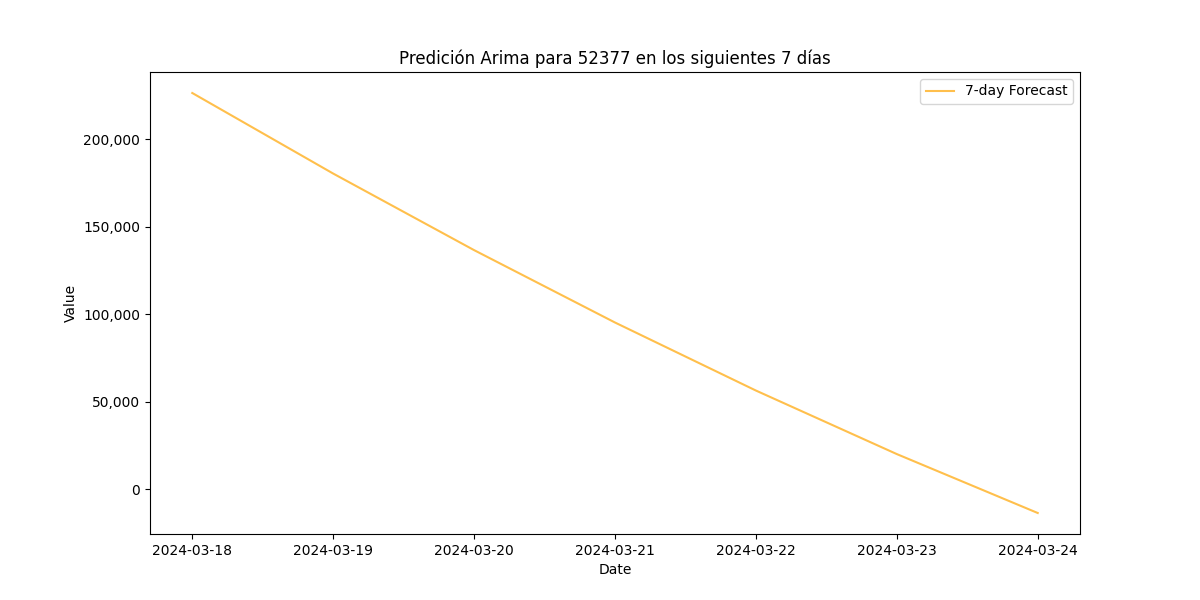 Predición Arima para 52377 en los siguientes 7 días
7-day Forecast
200,000
150,000
100,000
50,000
0
Value
2024-03-18 2024-03-19 2024-03-20 2024-03-21 2024-03-22 2024-03-23 2024-03-24
Date